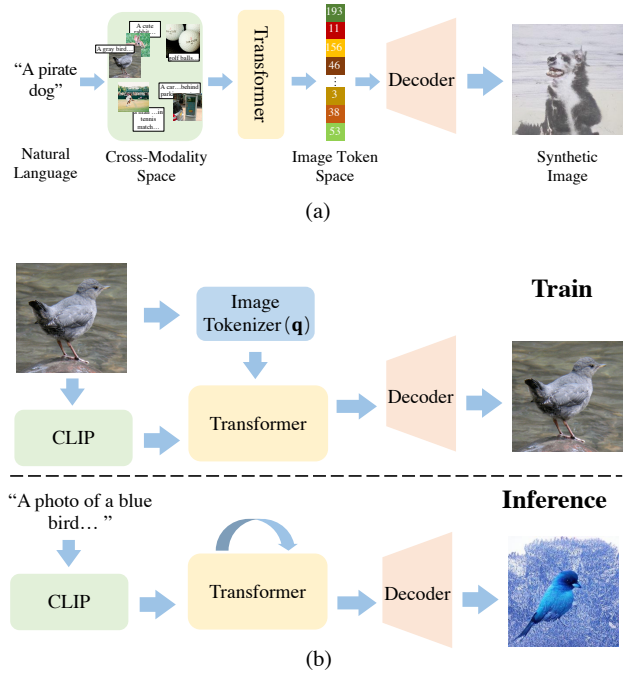 “A pirate
dog”
A cute
rabbit…
A gray bird…
golf balls…
A car…behind
parki
…in
tennis
match…
Transformer
193
11
156
46
⋮
3
38
53
Decoder
Natural
Language
Cross-Modality
Space
Image Token
Space
Synthetic
Image
(a)
Image
Tokenizer(q)
Train
Decoder
Transformer
CLIP
“A photo of a blue
bird… ”
Inference
CLIP
Transformer
Decoder
(b)